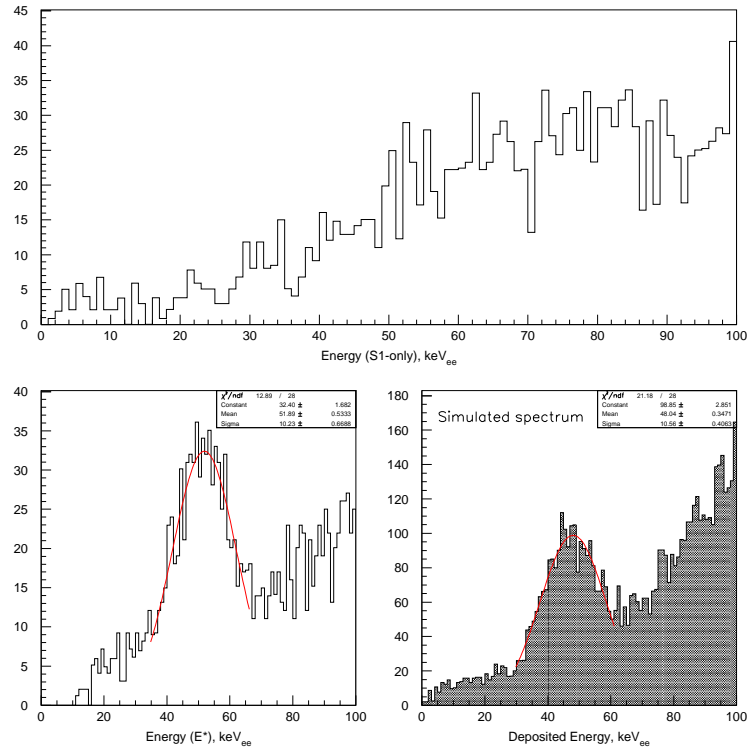 45
40
35
30
25
20
15
10
5
0
0 10 20 30 40 50 60 70 80 90 100
Energy (S1-only), keVee
40
35
30
25
20
15
10
5
0
0 20 40 60 80 100
χ²/ndf 12.89 / 28
Constant 32.40 ± 1.682
Mean 51.89 ± 0.5333
Sigma 10.23 ± 0.6688
Energy (E*), keVee
180
160
140
120
100
80
60
40
20
0
0 20 40 60 80 100
Simulated spectrum
χ²/ndf 21.18 / 28
Constant 98.85 ± 2.851
Mean 48.04 ± 0.3471
Sigma 10.56 ± 0.4063
Deposited Energy, keVee